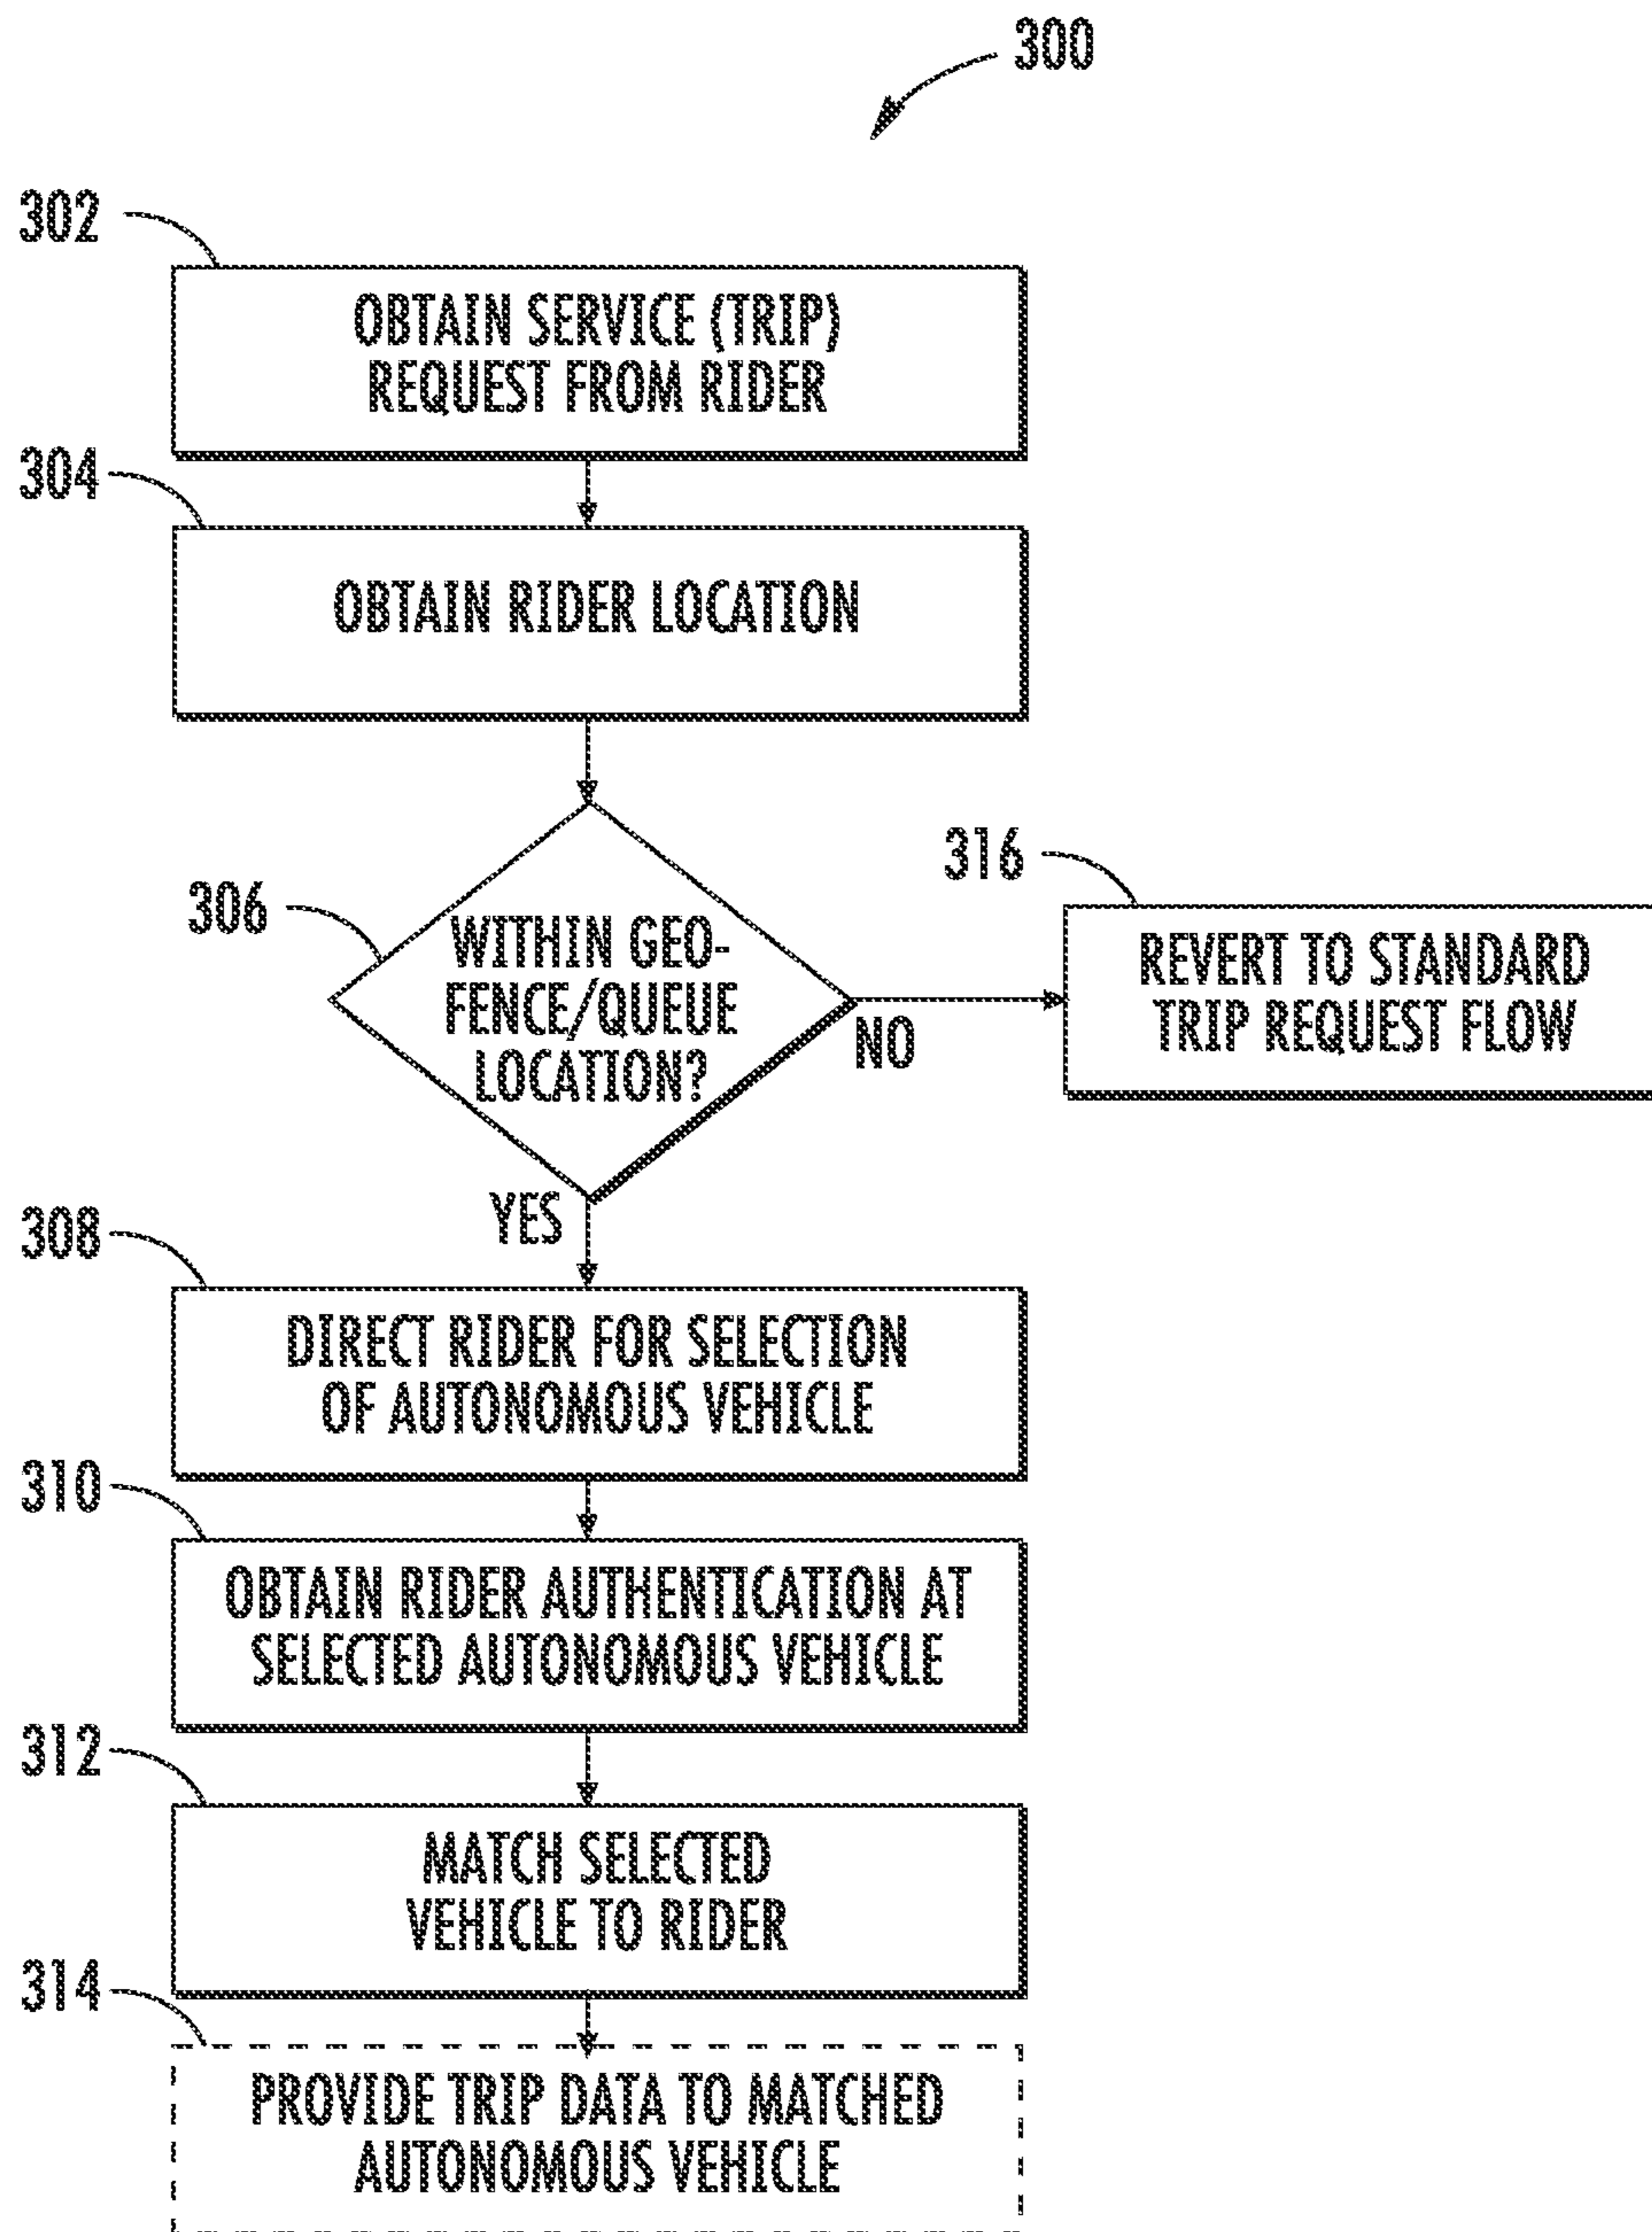 300
302
OBTAIN SERVICE (TRIP)
REQUEST FROM RIDER
304
OBTAIN RIDER LOCATION
306
WITHIN GEO-
FENCE/QUEUE
LOCATION?
NO
316
REVERT TO STANDARD
TRIP REQUEST FLOW
YES
308
DIRECT RIDER FOR SELECTION
OF AUTONOMOUS VEHICLE
310
OBTAIN RIDER AUTHENTICATION AT
SELECTED AUTONOMOUS VEHICLE
312
MATCH SELECTED
VEHICLE TO RIDER
314
PROVIDE TRIP DATA TO MATCHED
AUTONOMOUS VEHICLE